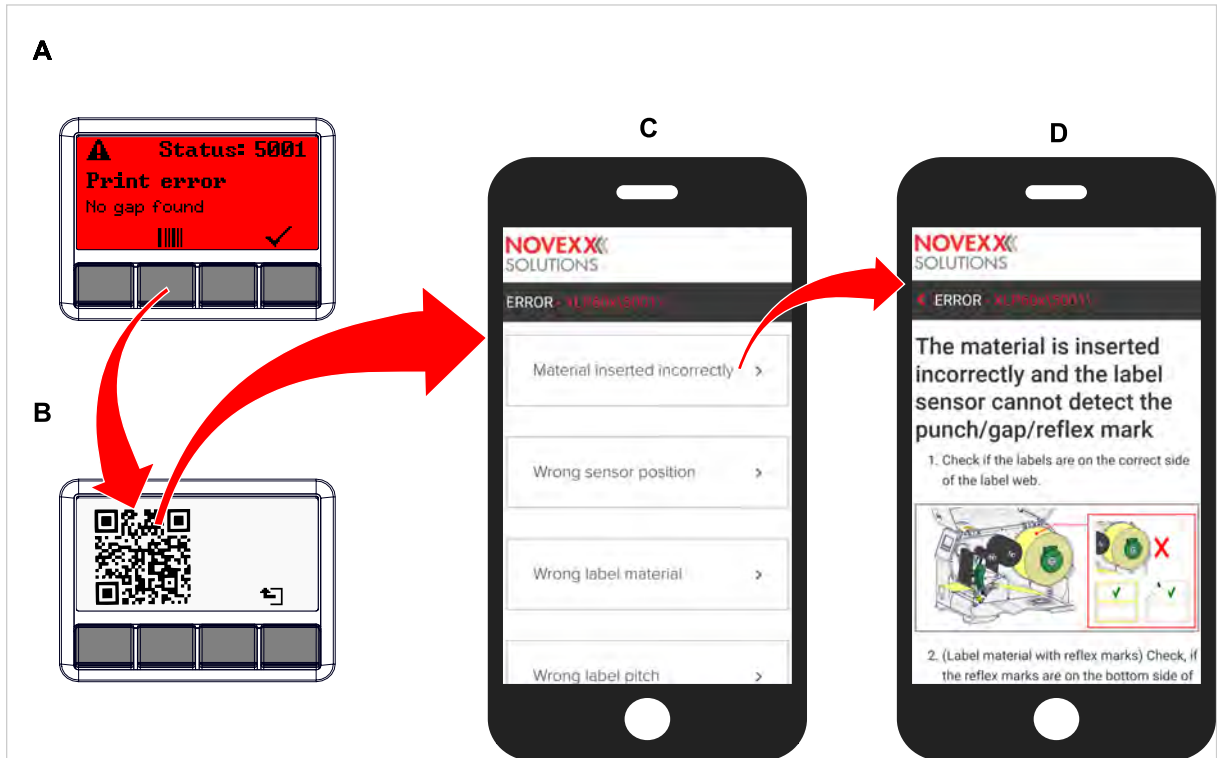 A
Status: 5001
Print error
No gap found
B
C
NOVEXX
SOLUTIONS
ERROR
Material inserted incorrectly
Wrong sensor position
Wrong label material
Wrong label pitch
D
NOVEXX
SOLUTIONS
ERROR
The material is inserted
incorrectly and the label
sensor cannot detect the
punch/gap/reflex mark
1. Check if the labels are on the correct side
of the label web.
X
2. (Label material with reflex marks) Check, if
the reflex marks are on the bottom side of